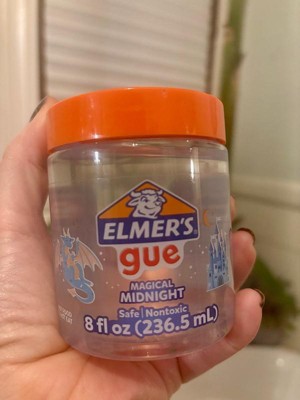 ELMER'S
gue
MAGICAL
MIDNIGHT
Safe | Nontoxic
8 fl oz (236.5 mL)